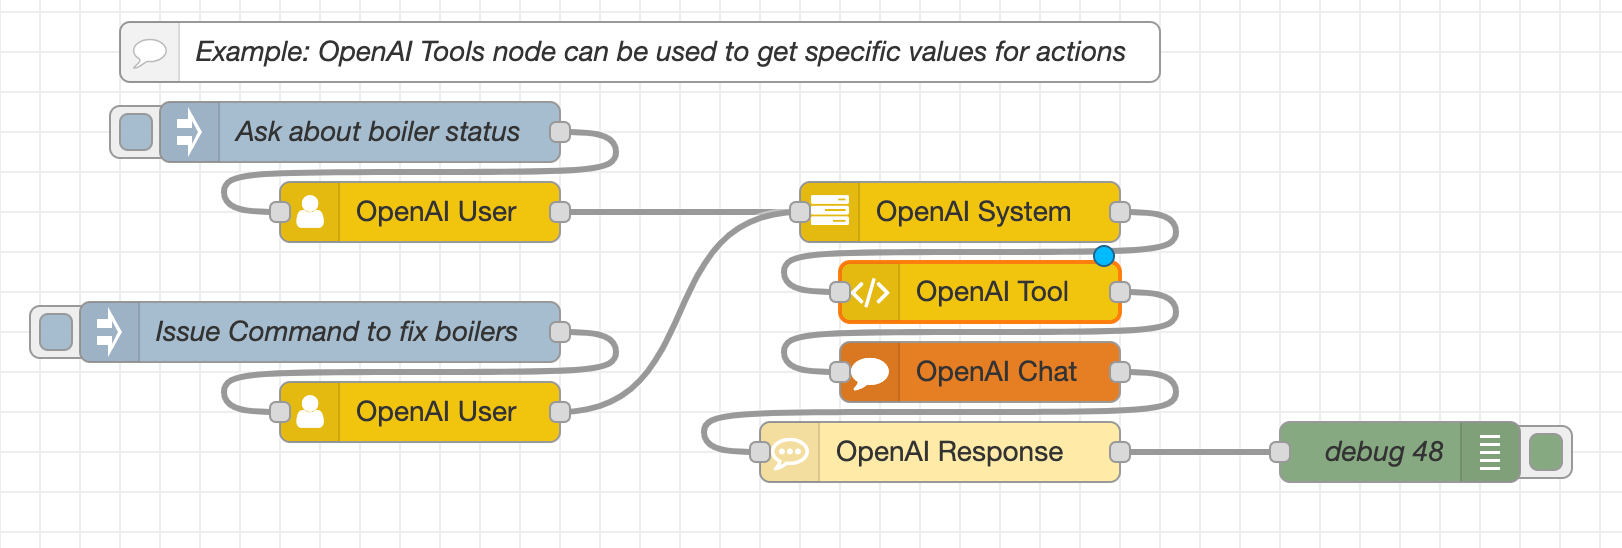 Example: OpenAI Tools node can be used to get specific values for actions
Ask about boiler status
OpenAI User
OpenAI System
OpenAI Tool
Issue Command to fix boilers
OpenAI Chat
OpenAI User
OpenAI Response
debug 48